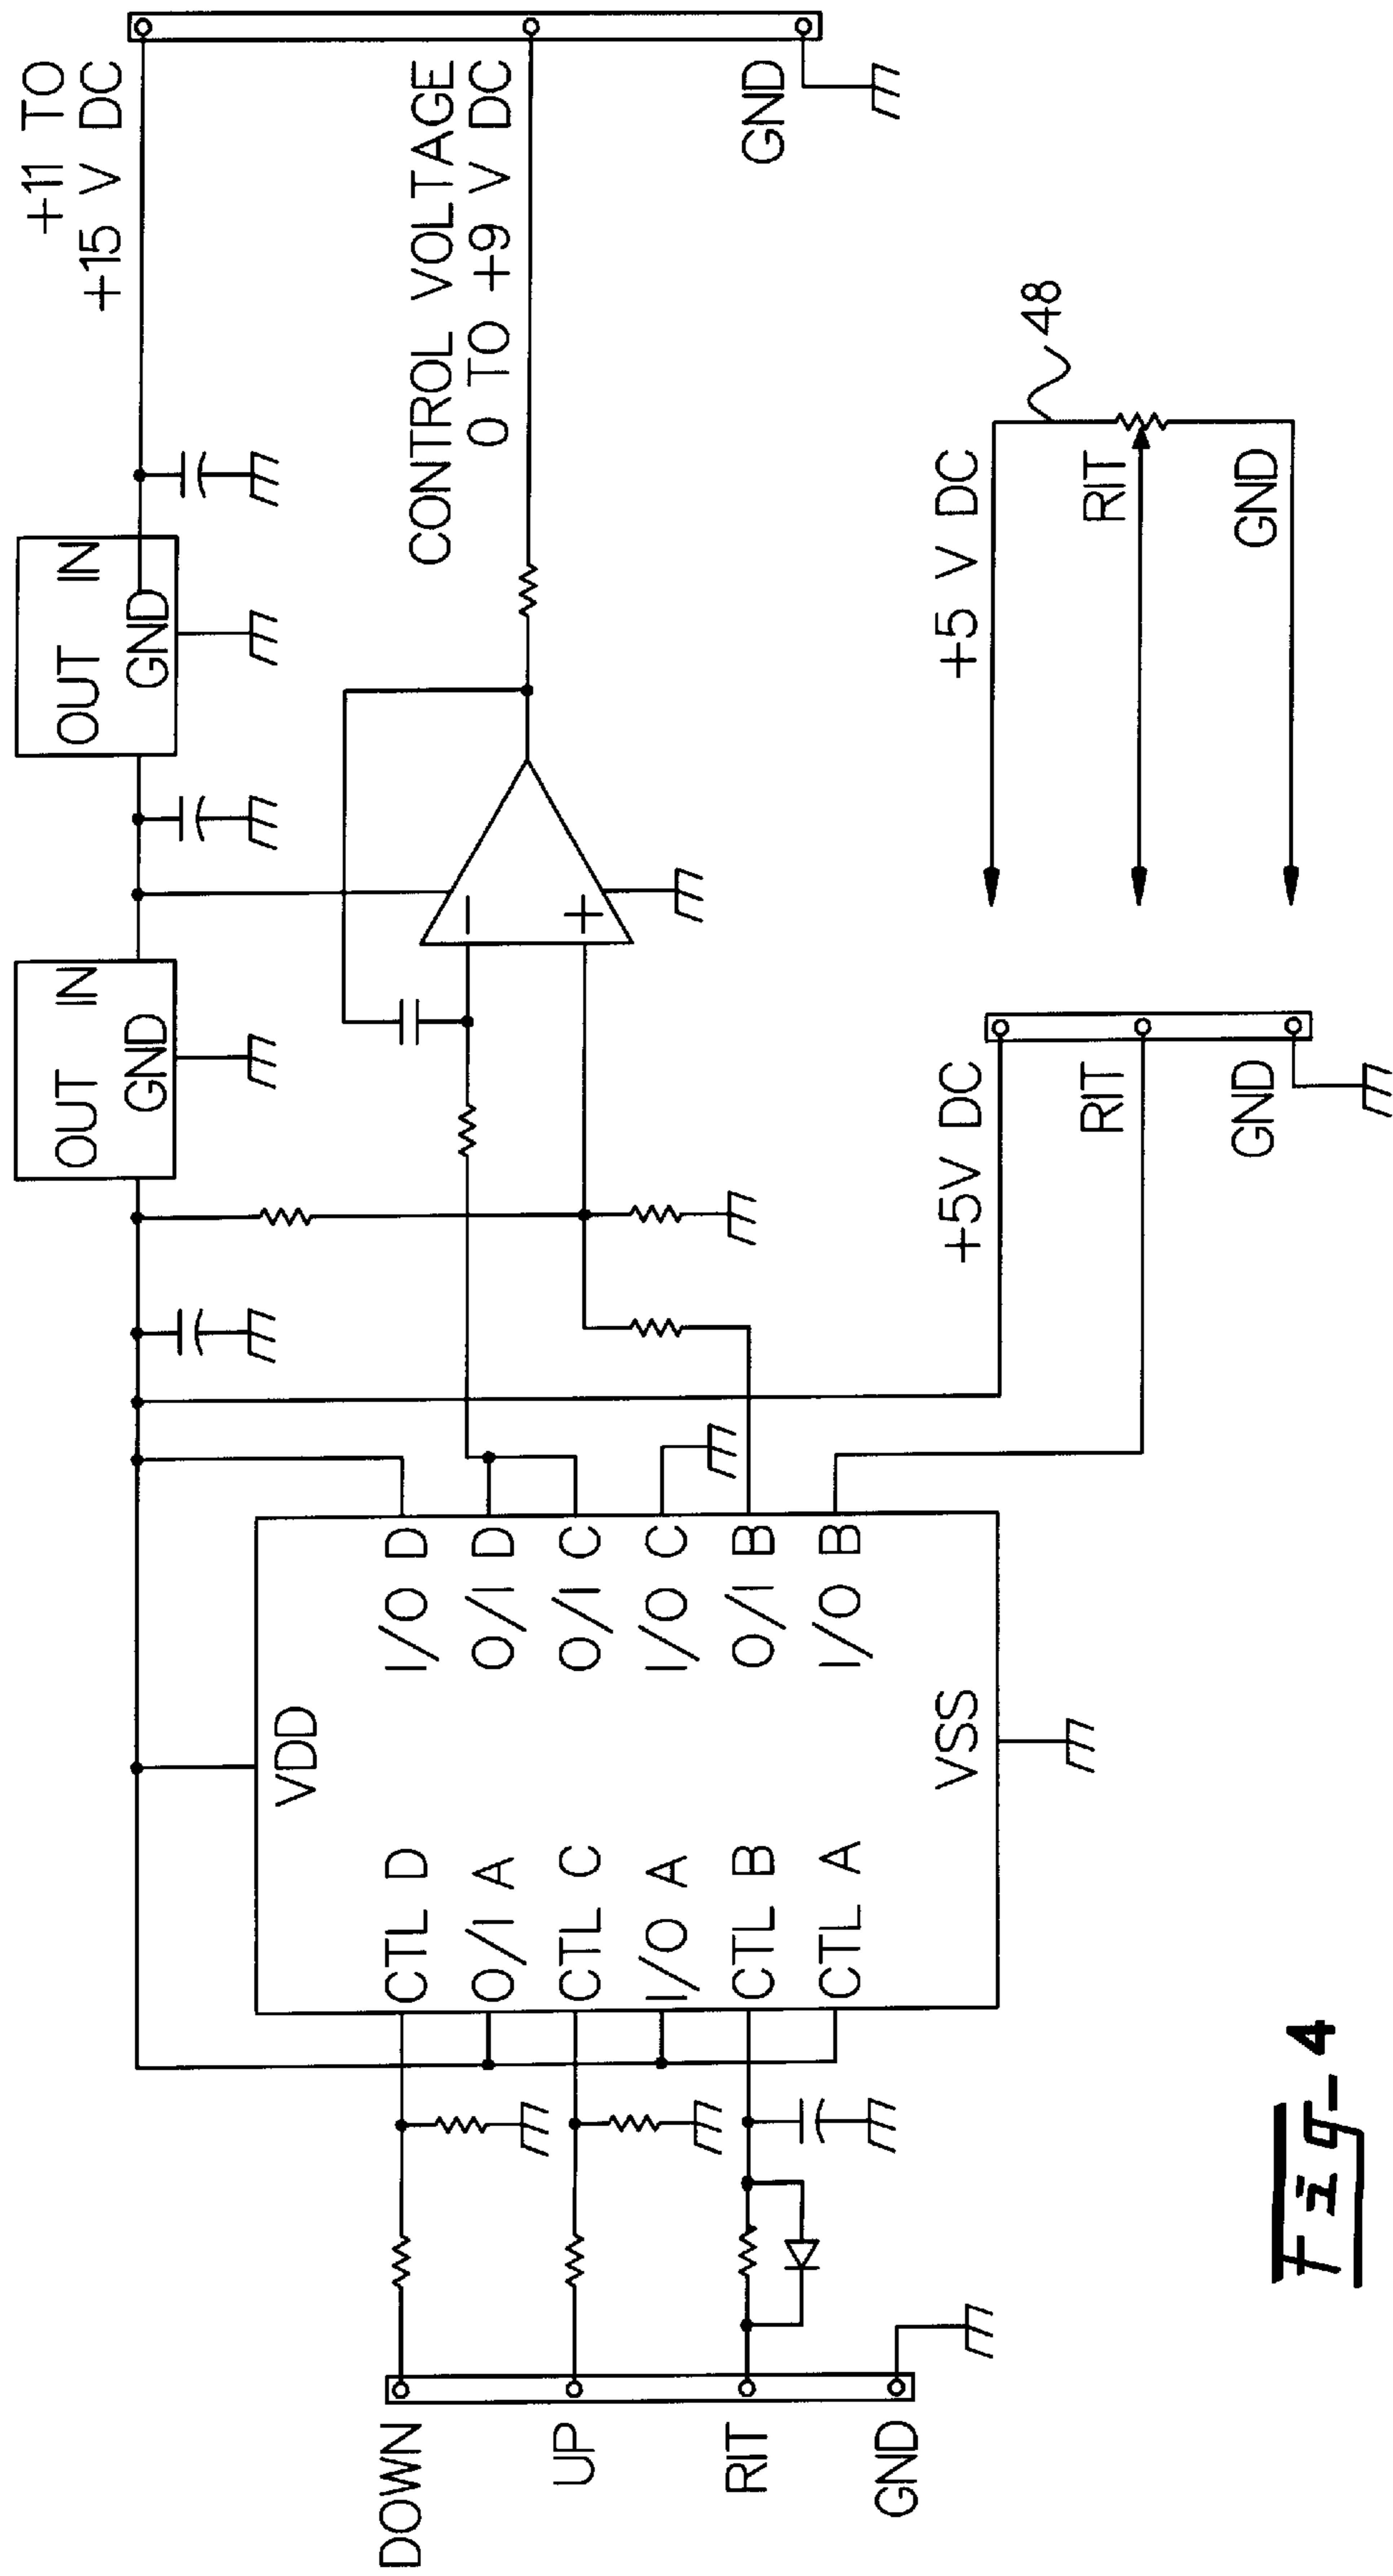 +11 TO
+15 V DC
CONTROL VOLTAGE
0 TO +9 V DC
GND
OUT IN
GND
OUT IN
GND
VDD
CTL D
O/I A
CTL C
I/O A
CTL B
CTL A
I/O D
O/I D
O/I C
I/O C
O/I B
I/O B
VSS
DOWN
UP
RIT
GND
+5V DC
RIT
GND
+5 V DC
RIT
GND
48
Fig-4